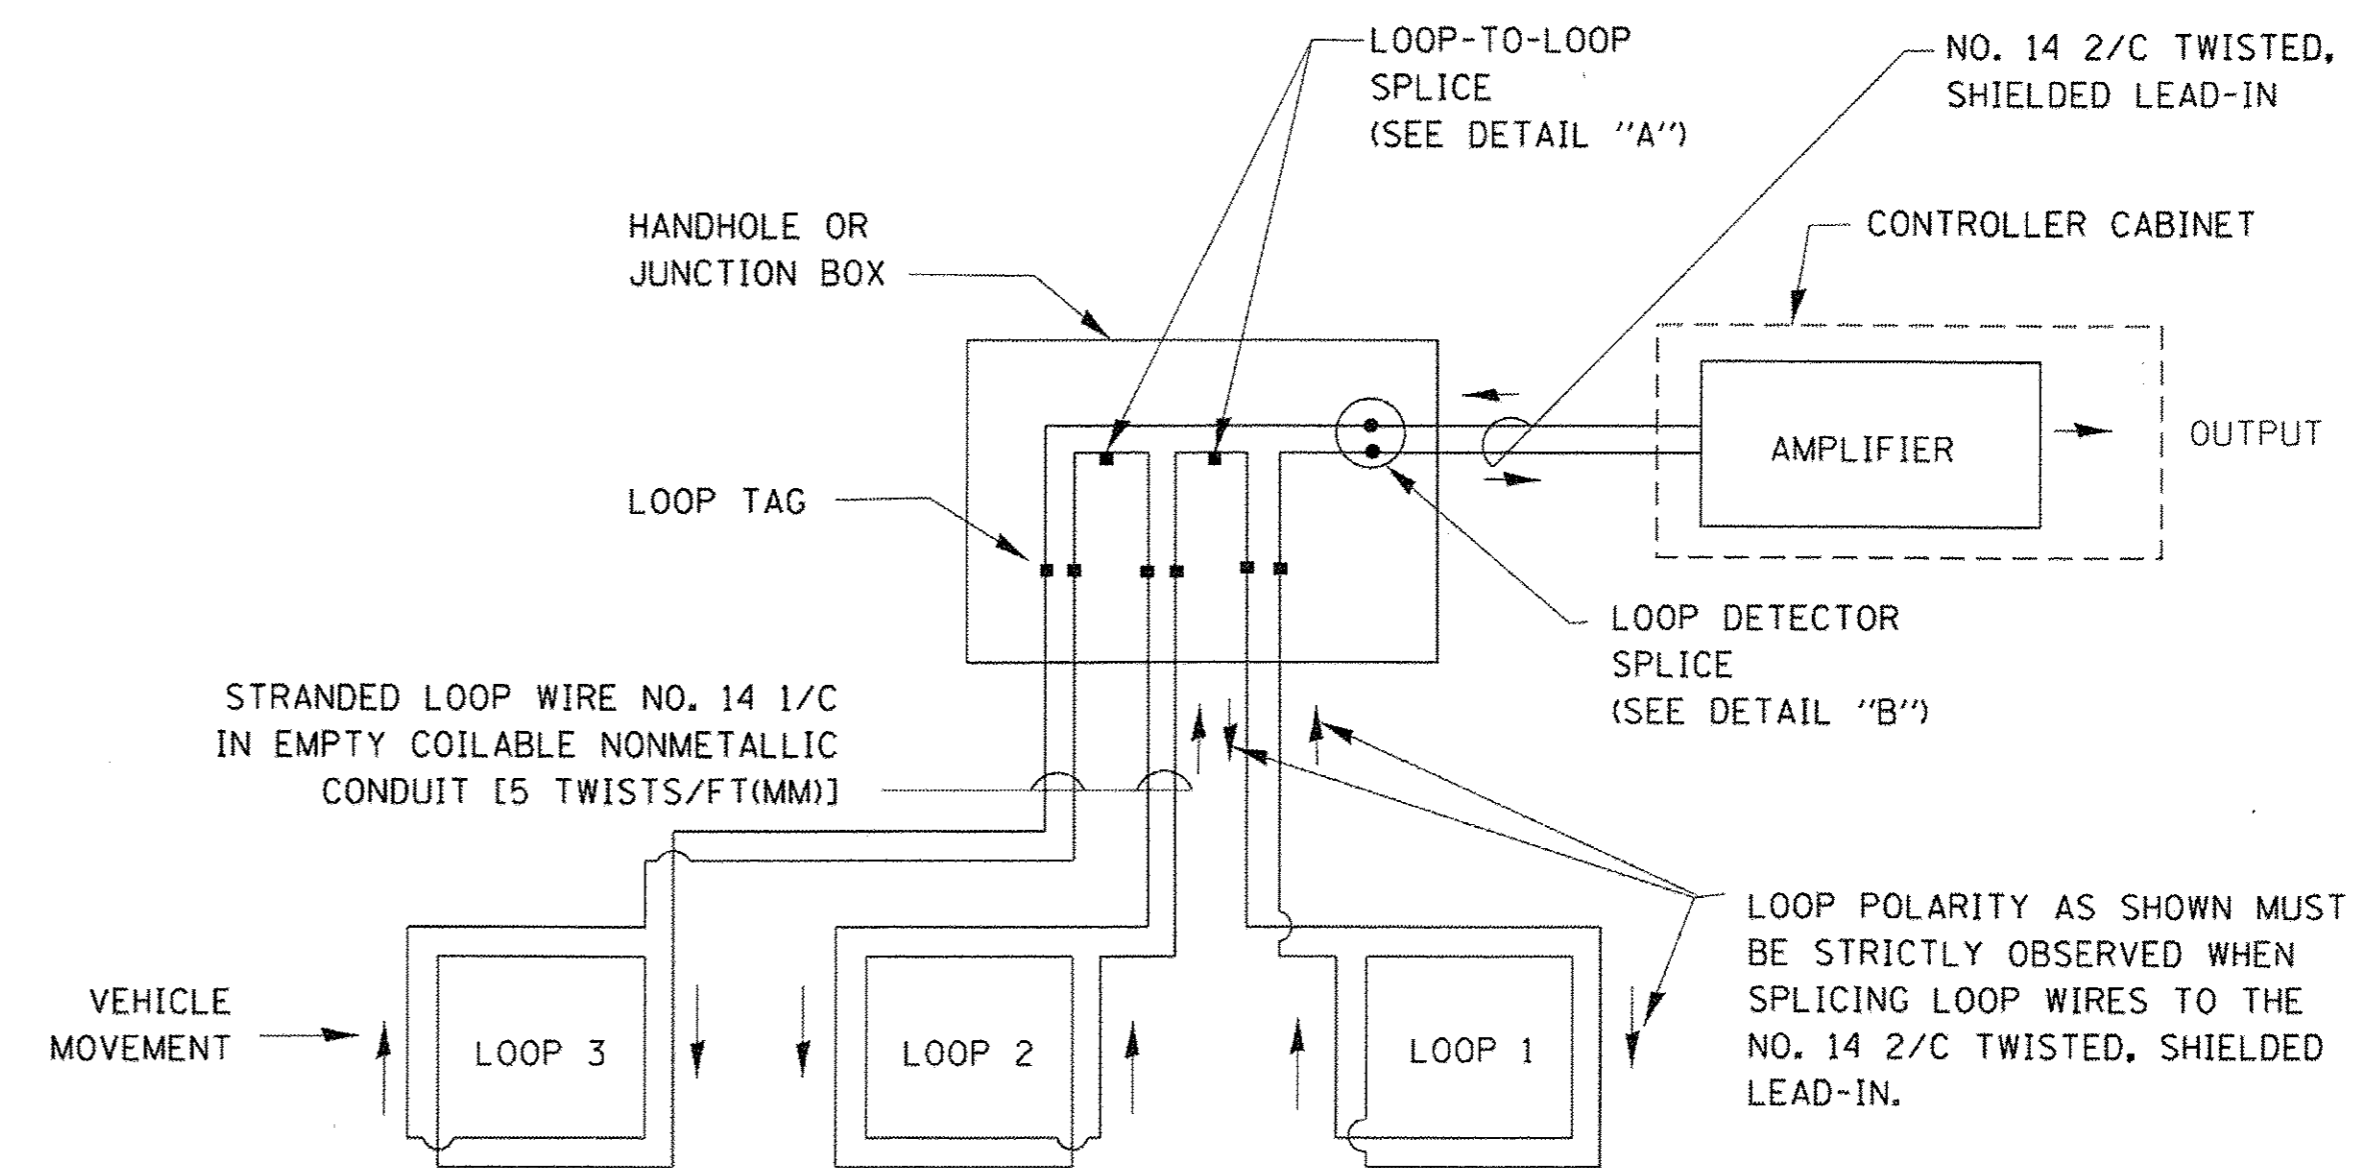 LOOP-TO-LOOP
SPLICE
(SEE DETAIL "A")
NO. 14 2/C TWISTED,
SHIELDED LEAD-IN
HANDHOLE OR
JUNCTION BOX
CONTROLLER CABINET
AMPLIFIER
OUTPUT
LOOP TAG
LOOP DETECTOR
SPLICE
(SEE DETAIL "B")
STRANDED LOOP WIRE NO. 14 1/C
IN EMPTY COILABLE NONMETALLIC
CONDUIT [5 TWISTS/FT(MM)]
LOOP POLARITY AS SHOWN MUST
BE STRICTLY OBSERVED WHEN
SPLICING LOOP WIRES TO THE
NO. 14 2/C TWISTED, SHIELDED
LEAD-IN.
VEHICLE
MOVEMENT
LOOP 3
LOOP 2
LOOP 1